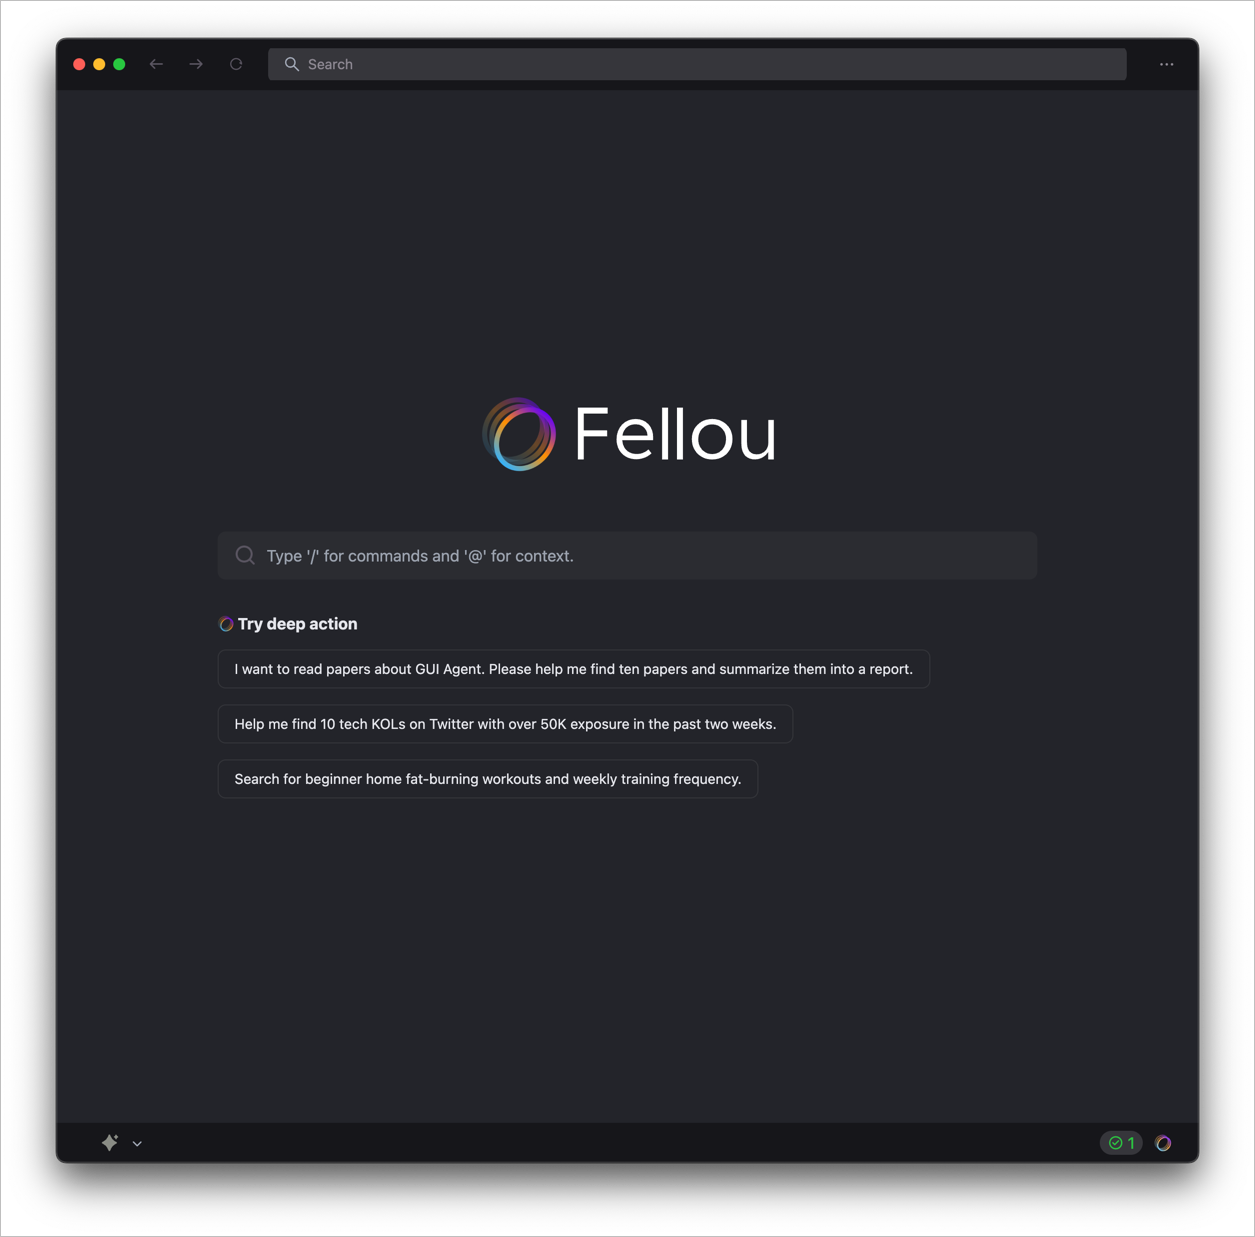 Search
Fellou
Type '/' for commands and '@' for context.
Try deep action
I want to read papers about GUI Agent. Please help me find ten papers and summarize them into a report.
Help me find 10 tech KOLs on Twitter with over 50K exposure in the past two weeks.
Search for beginner home fat-burning workouts and weekly training frequency.
1